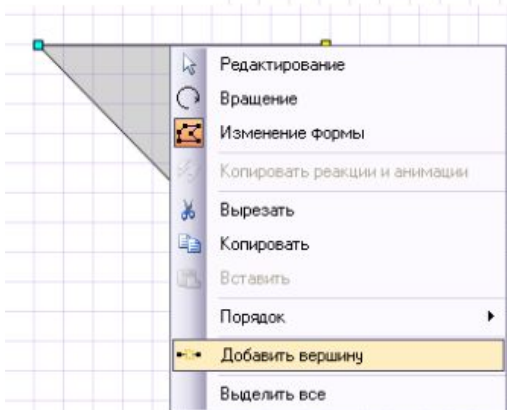 Редактирование
Вращение
Изменение формы
Копировать реакции и анимации
Вырезать
Копировать
Вставить
Порядок
Добавить вершину
Выделить все